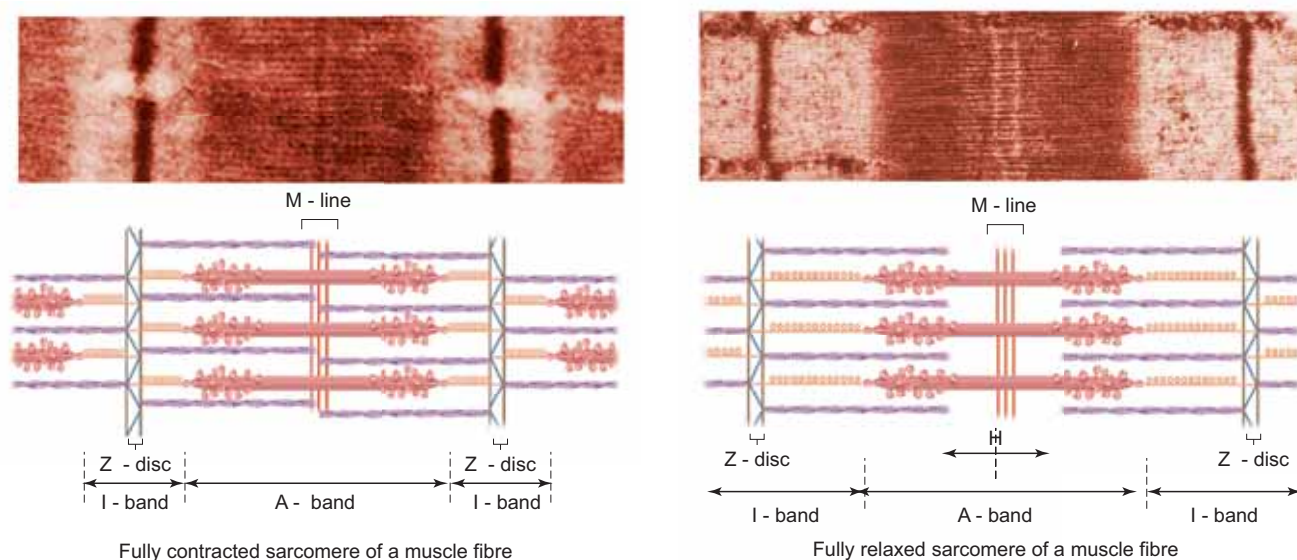 M - line
Z - disc
Z - disc
I - band
A - band
I - band
Fully contracted sarcomere of a muscle fibre
M - line
H
Z - disc
Z - disc
I - band
A - band
I - band
Fully relaxed sarcomere of a muscle fibre